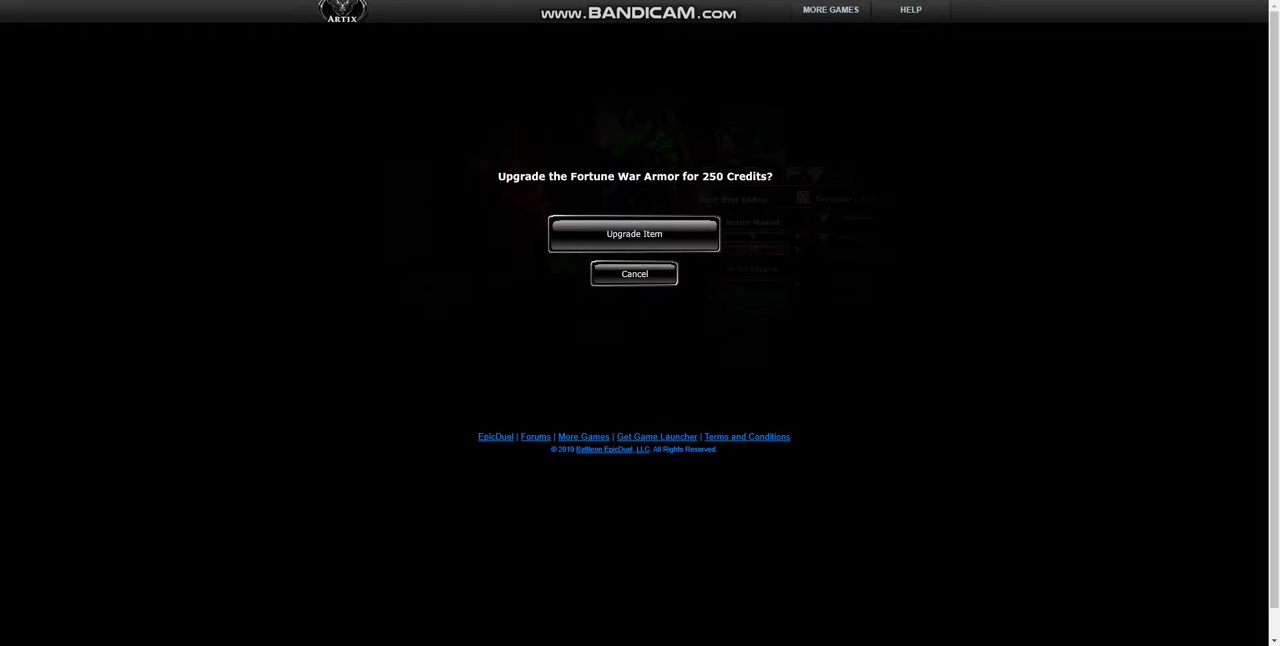 ARTIX
WWW.BANDICAM.COM
MORE GAMES
HELP
Upgrade the Fortune War Armor for 250 Credits?
Upgrade Item
Cancel
EpicDuel | Forums | More Games | Get Game Launcher | Terms and Conditions
© 2019 Battleon EpicDuel, LLC. All Rights Reserved.